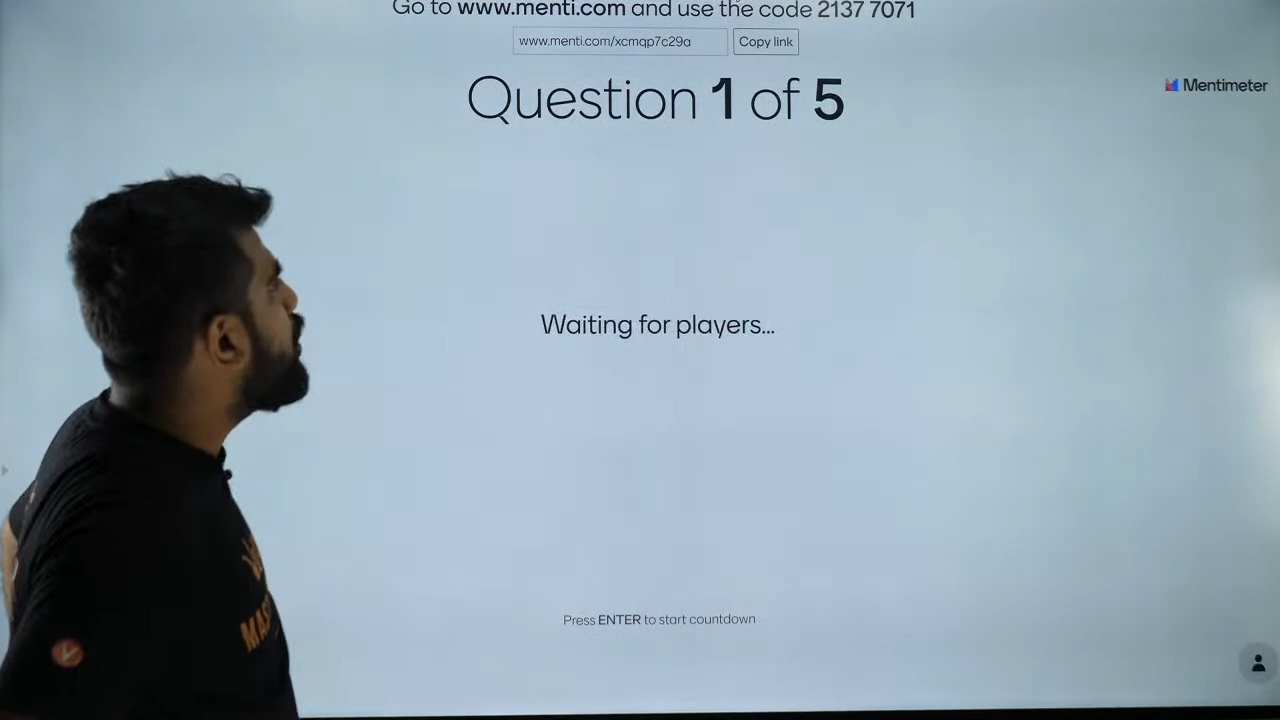 Go to www.menti.com and use the code 2137 7071
www.menti.com/xcmqp7c29a
Copy link
Question 1 of 5
Mentimeter
Waiting for players...
Press ENTER to start countdown